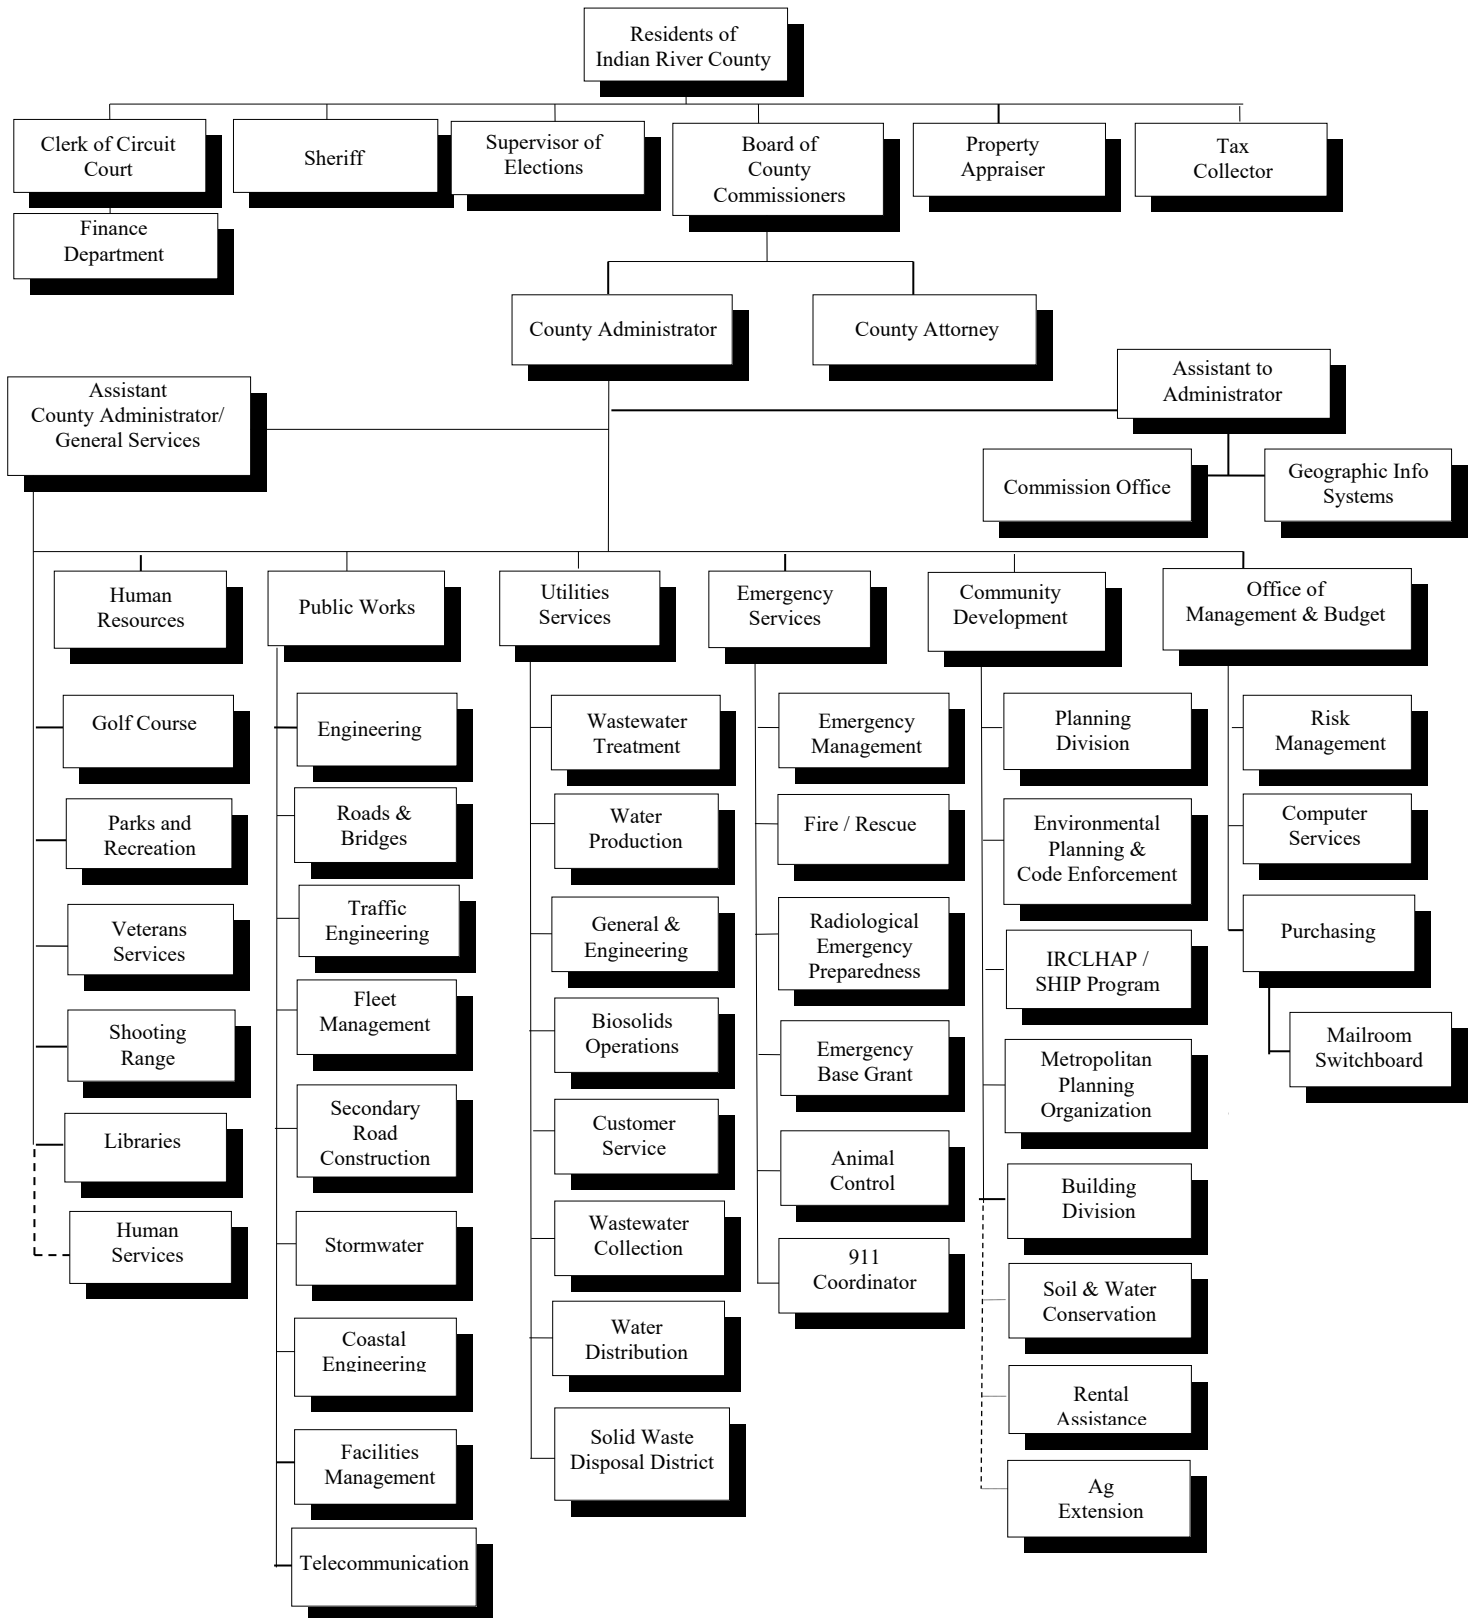 Residents of
Indian River County
Clerk of Circuit
Court
Sheriff
Supervisor of
Elections
Board of
County
Commissioners
Property
Appraiser
Tax
Collector
Finance
Department
County Administrator
County Attorney
Assistant to
Administrator
Assistant
County Administrator/
General Services
Commission Office
Geographic Info
Systems
Human
Resources
Public Works
Utilities
Services
Emergency
Services
Community
Development
Office of
Management & Budget
Golf Course
Parks and
Recreation
Veterans
Services
Shooting
Range
Libraries
Human
Services
Engineering
Roads &
Bridges
Traffic
Engineering
Fleet
Management
Secondary
Road
Construction
Stormwater
Coastal
Engineering
Facilities
Management
Telecommunication
Wastewater
Treatment
Water
Production
General &
Engineering
Biosolids
Operations
Customer
Service
Wastewater
Collection
Water
Distribution
Solid Waste
Disposal District
Emergency
Management
Fire / Rescue
Radiological
Emergency
Preparedness
Emergency
Base Grant
Animal
Control
911
Coordinator
Planning
Division
Environmental
Planning &
Code Enforcement
IRCLHAP /
SHIP Program
Metropolitan
Planning
Organization
Building
Division
Soil & Water
Conservation
Rental
Assistance
Ag
Extension
Risk
Management
Computer
Services
Purchasing
Mailroom
Switchboard